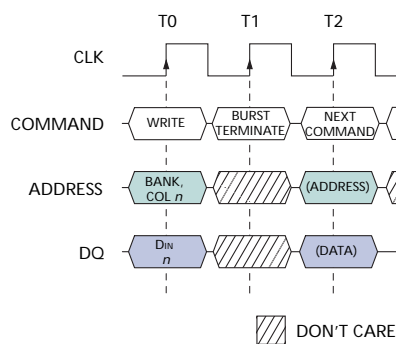 T0 T1 T2
CLK
COMMAND WRITE BURST TERMINATE NEXT COMMAND
ADDRESS BANK, COL n (ADDRESS)
DQ DIN n (DATA)
DON'T CARE